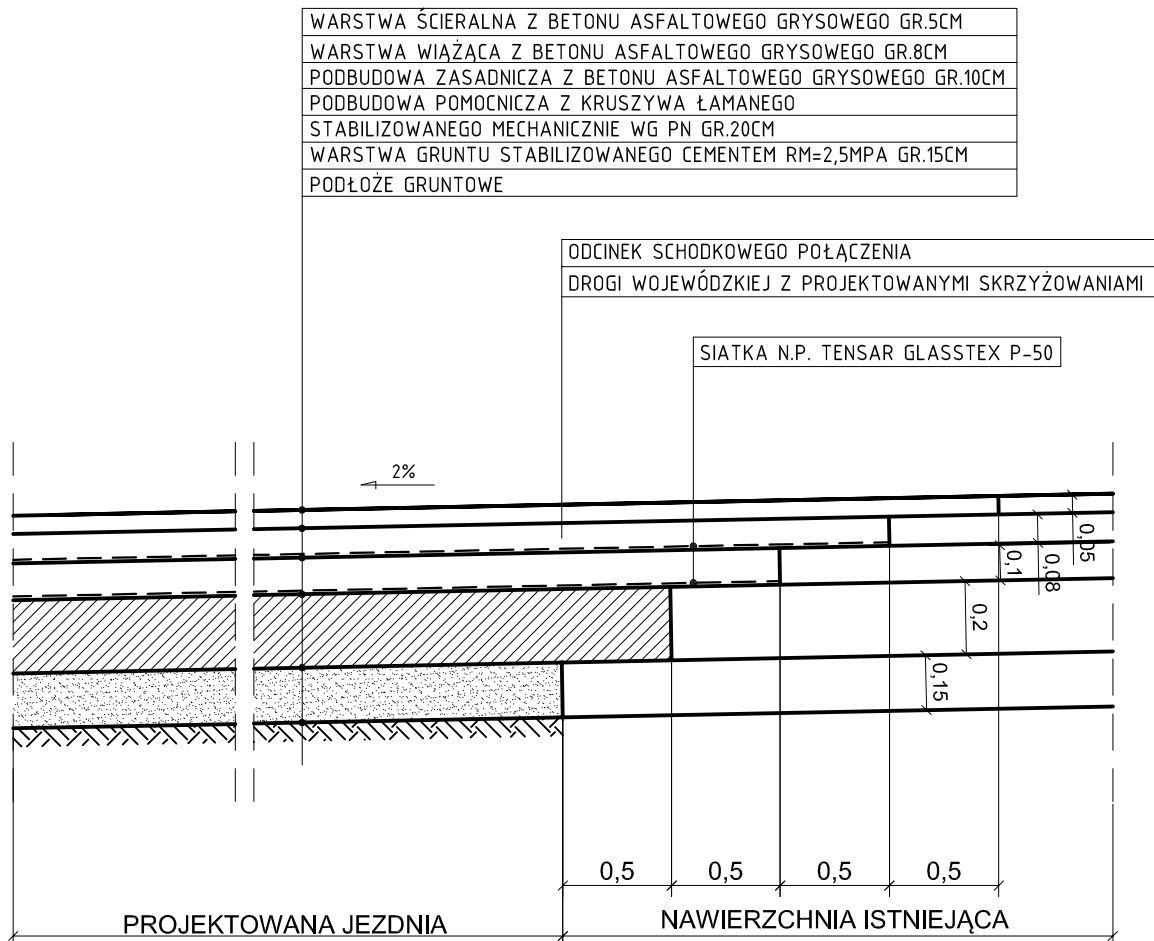 WARSTWA ŚCIERALNA Z BETONU ASFALTOWEGO GRYSOWEGO GR.5CM
WARSTWA WIĄŻĄCA Z BETONU ASFALTOWEGO GRYSOWEGO GR.8CM
PODBUDOWA ZASADNICZA Z BETONU ASFALTOWEGO GRYSOWEGO GR.10CM
PODBUDOWA POMOCNICZA Z KRUSZYWA ŁAMANEGO
STABILIZOWANEGO MECHANICZNIE WG PN GR.20CM
WARSTWA GRUNTU STABILIZOWANEGO CEMENTEM RM=2,5MPA GR.15CM
PODŁOŻE GRUNTOWE
ODCINEK SCHODKOWEGO POŁĄCZENIA
DROGI WOJEWÓDZKIEJ Z PROJEKTOWANYMI SKRZYŻOWANIAMI
SIATKA N.P. TENSAR GLASSTEX P-50
2%
0,05
0,08
0,1
0,2
0,15
0,5 0,5 0,5 0,5
PROJEKTOWANA JEZDNIA
NAWIERZCHNIA ISTNIEJĄCA